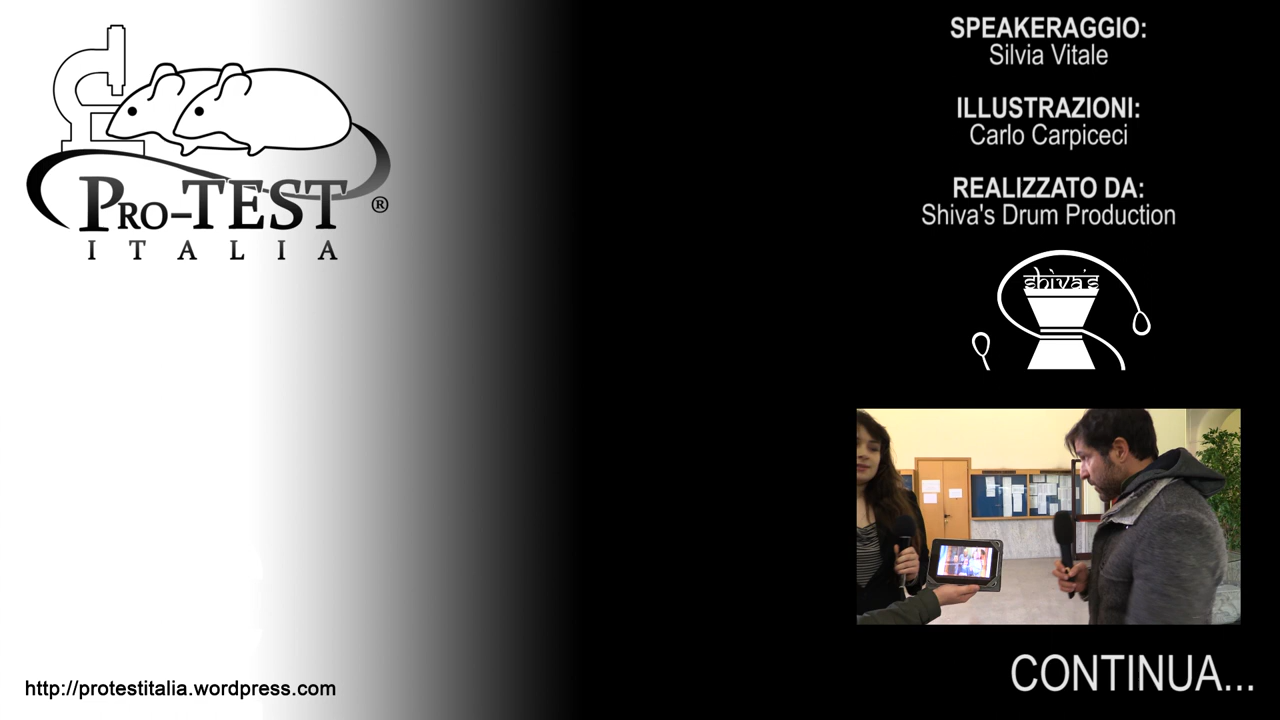 PRO-TEST ®
ITALIA
http://protestitalia.wordpress.com
SPEAKERAGGIO:
Silvia Vitale
ILLUSTRAZIONI:
Carlo Carpiceci
REALIZZATO DA:
Shiva's Drum Production
shiva's
CONTINUA...